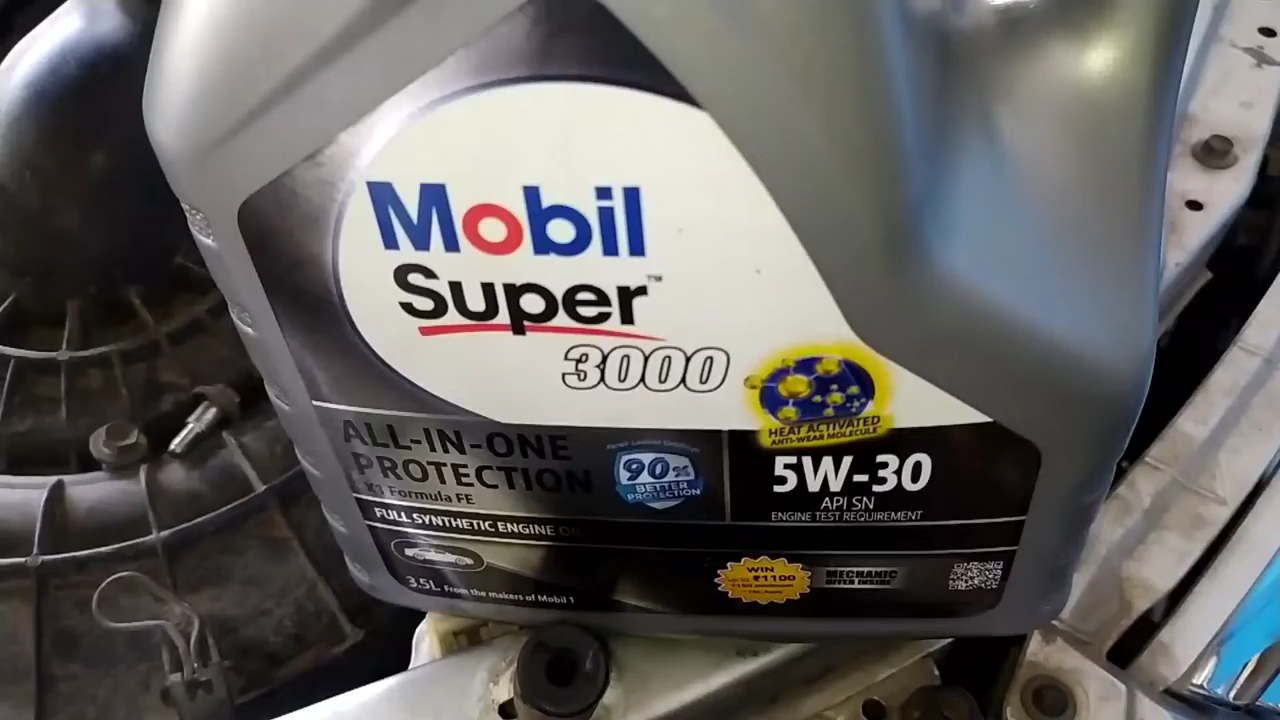 Mobil
Super™
3000
HEAT ACTIVATED
ANTI-WEAR MOLECULE
ALL-IN-ONE
PROTECTION
X1 Formula FE
90%
BETTER
PROTECTION
5W-30
API SN
ENGINE TEST REQUIREMENT
FULL SYNTHETIC ENGINE OIL
3.5L From the makers of Mobil 1
WIN
₹1100
MECHANIC
OFFER INSIDE